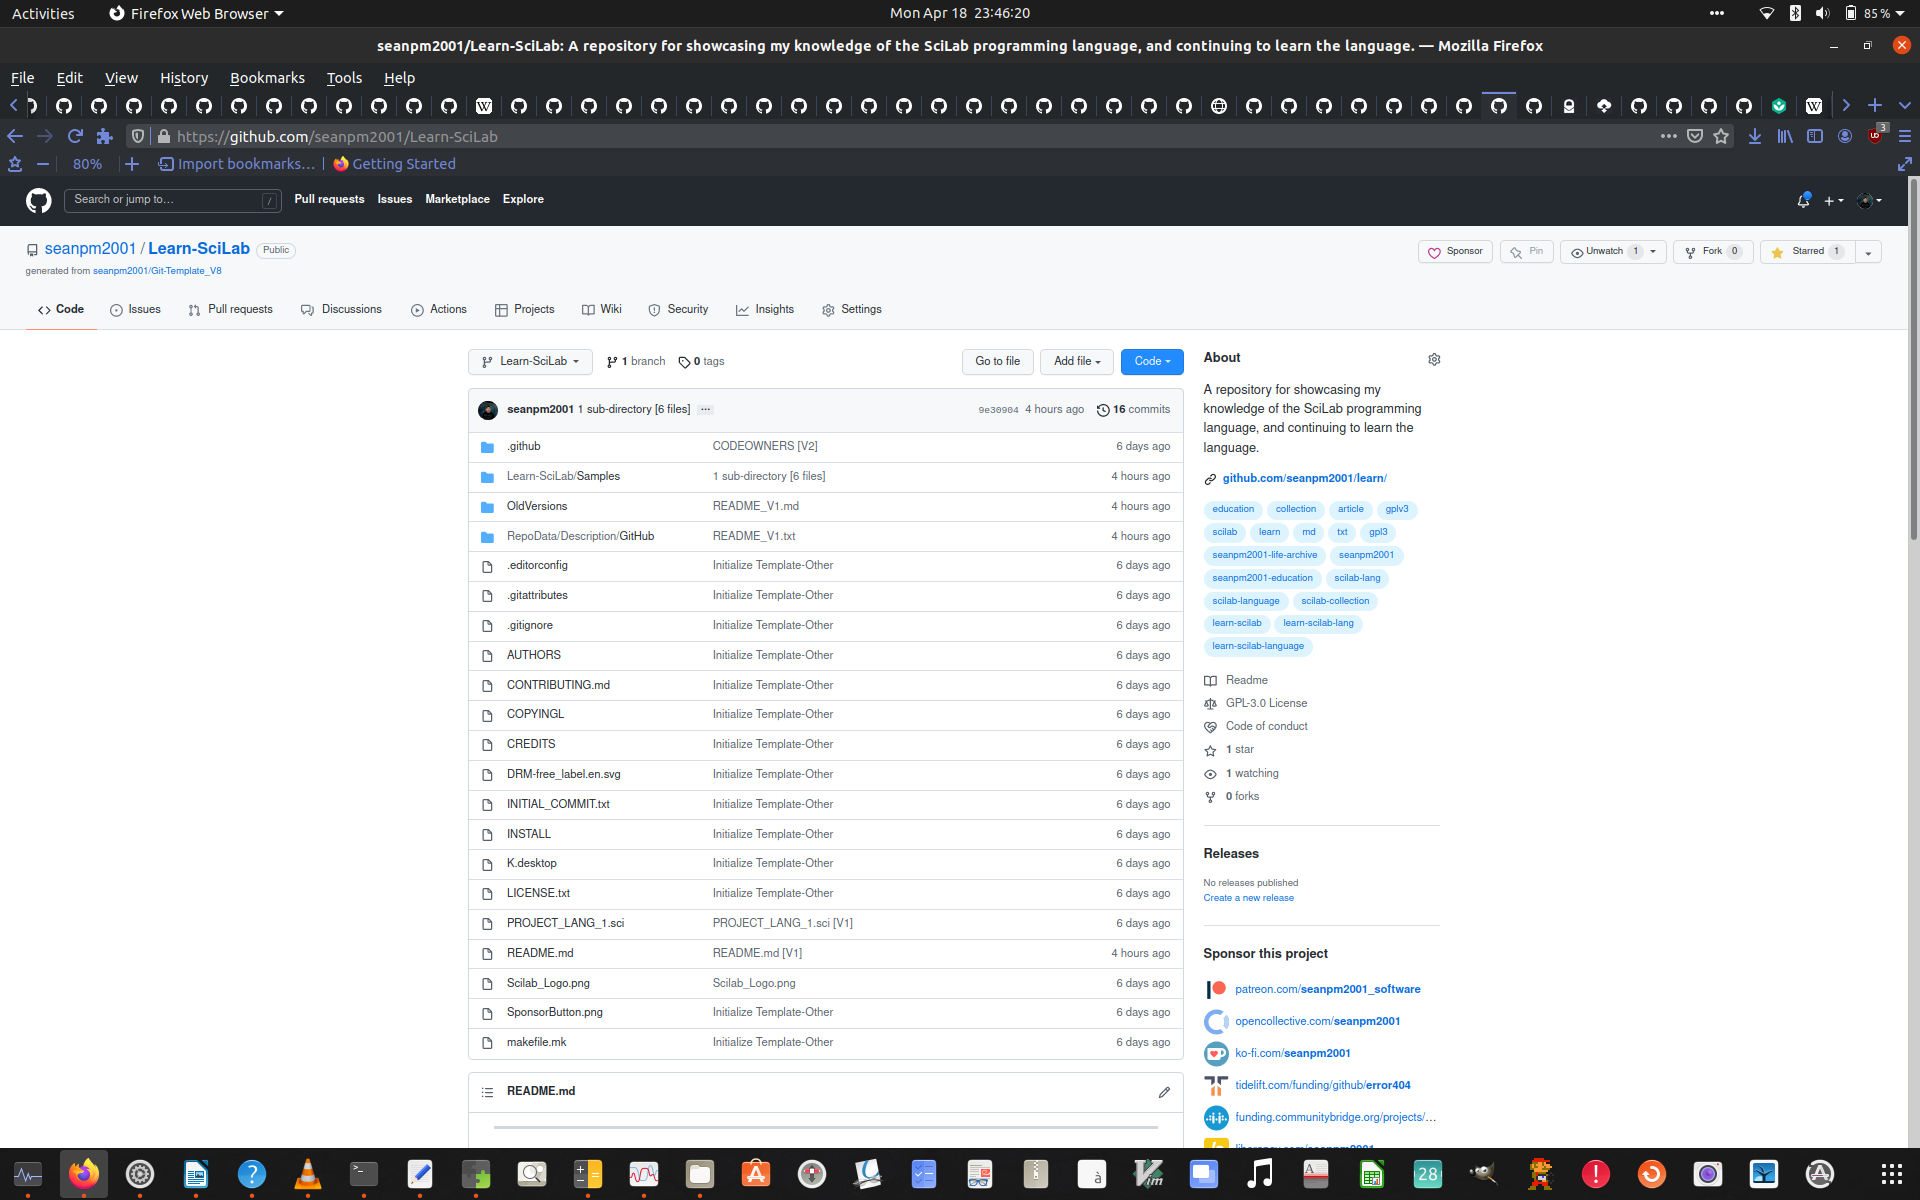 Activities
Firefox Web Browser
Mon Apr 18 23:46:20
85 %
seanpm2001/Learn-SciLab: A repository for showcasing my knowledge of the SciLab programming language, and continuing to learn the language. — Mozilla Firefox
File Edit View History Bookmarks Tools Help
https://github.com/seanpm2001/Learn-SciLab
3
80%
Import bookmarks...
Getting Started
Search or jump to...
/
Pull requests Issues Marketplace Explore
seanpm2001 / Learn-SciLab
Public
Sponsor
Pin
Unwatch 1
Fork 0
Starred 1
generated from seanpm2001/Git-Template_V8
Code Issues Pull requests Discussions Actions Projects Wiki Security Insights Settings
Learn-SciLab
1 branch
0 tags
Go to file
Add file
Code
seanpm2001 1 sub-directory [6 files] ...
9e30904 4 hours ago
16 commits
.github CODEOWNERS [V2] 6 days ago
Learn-SciLab/Samples 1 sub-directory [6 files] 4 hours ago
OldVersions README_V1.md 4 hours ago
RepoData/Description/GitHub README_V1.txt 4 hours ago
.editorconfig Initialize Template-Other 6 days ago
.gitattributes Initialize Template-Other 6 days ago
.gitignore Initialize Template-Other 6 days ago
AUTHORS Initialize Template-Other 6 days ago
CONTRIBUTING.md Initialize Template-Other 6 days ago
COPYINGL Initialize Template-Other 6 days ago
CREDITS Initialize Template-Other 6 days ago
DRM-free_label.en.svg Initialize Template-Other 6 days ago
INITIAL_COMMIT.txt Initialize Template-Other 6 days ago
INSTALL Initialize Template-Other 6 days ago
K.desktop Initialize Template-Other 6 days ago
LICENSE.txt Initialize Template-Other 6 days ago
PROJECT_LANG_1.sci PROJECT_LANG_1.sci [V1] 6 days ago
README.md README.md [V1] 4 hours ago
Scilab_Logo.png Scilab_Logo.png 6 days ago
SponsorButton.png Initialize Template-Other 6 days ago
makefile.mk Initialize Template-Other 6 days ago
README.md
About
A repository for showcasing my
knowledge of the SciLab programming
language, and continuing to learn the
language.
github.com/seanpm2001/learn/
education collection article gplv3
scilab learn md txt gpl3
seanpm2001-life-archive seanpm2001
seanpm2001-education scilab-lang
scilab-language scilab-collection
learn-scilab learn-scilab-lang
learn-scilab-language
Readme
GPL-3.0 License
Code of conduct
1 star
1 watching
0 forks
Releases
No releases published
Create a new release
Sponsor this project
patreon.com/seanpm2001_software
opencollective.com/seanpm2001
ko-fi.com/seanpm2001
tidelift.com/funding/github/error404
funding.communitybridge.org/projects/...
28